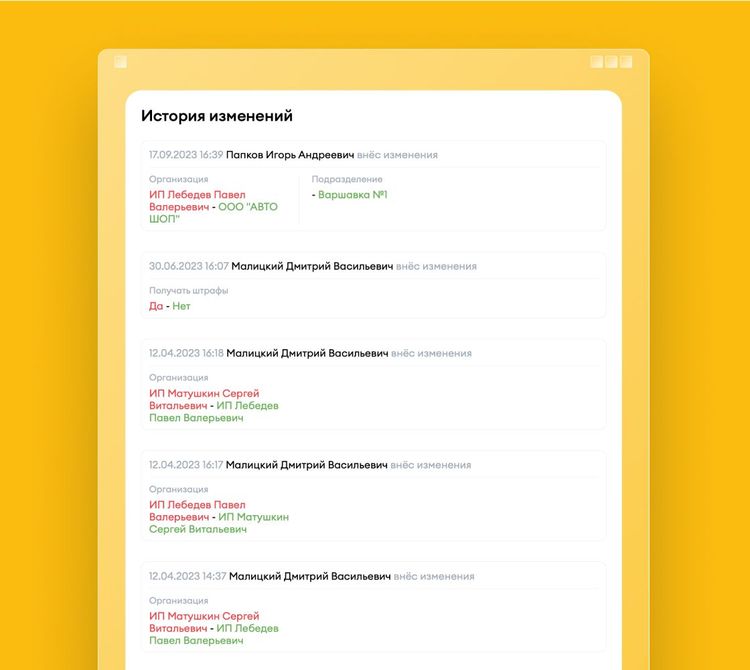 История изменений
17.09.2023 16:39 Папков Игорь Андреевич внёс изменения
Организация
ИП Лебедев Павел
Валерьевич - ООО "АВТО
ШОП"
Подразделение
- Варшавка №1
30.06.2023 16:07 Малицкий Дмитрий Васильевич внёс изменения
Получать штрафы
Да - Нет
12.04.2023 16:18 Малицкий Дмитрий Васильевич внёс изменения
Организация
ИП Матушкин Сергей
Витальевич - ИП Лебедев
Павел Валерьевич
12.04.2023 16:17 Малицкий Дмитрий Васильевич внёс изменения
Организация
ИП Лебедев Павел
Валерьевич - ИП Матушкин
Сергей Витальевич
12.04.2023 14:37 Малицкий Дмитрий Васильевич внёс изменения
Организация
ИП Матушкин Сергей
Витальевич - ИП Лебедев
Павел Валерьевич